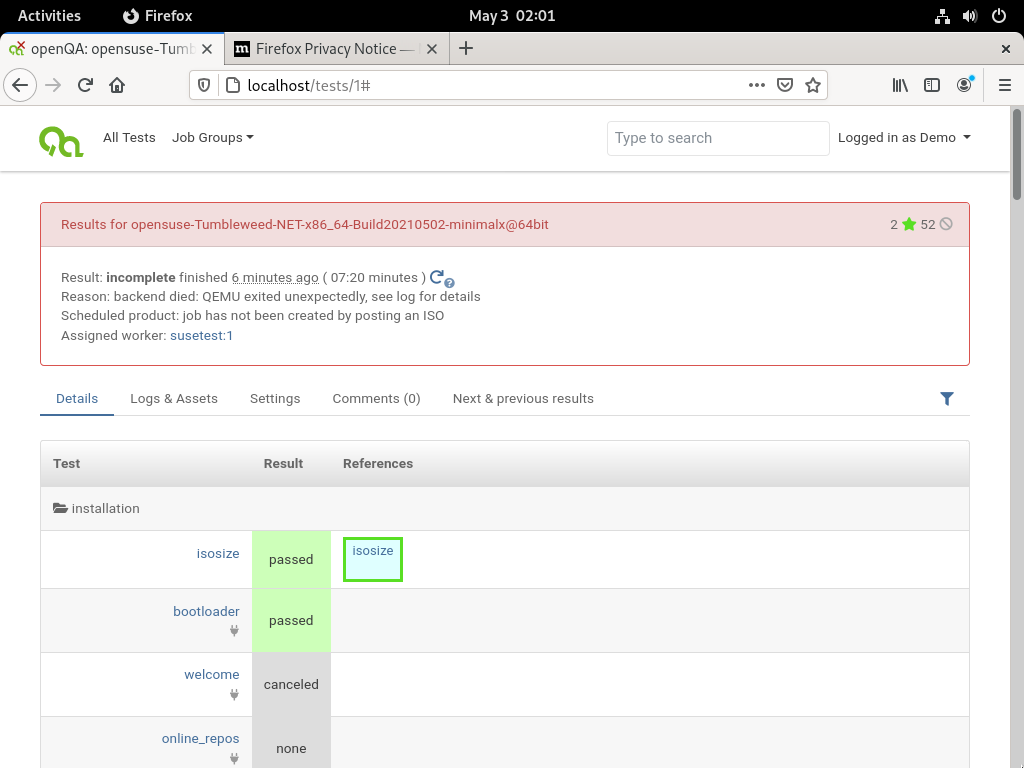 Activities Firefox May 3 02:01
openQA: opensuse-Tumb Firefox Privacy Notice —
localhost/tests/1#
All Tests Job Groups Type to search Logged in as Demo
Results for opensuse-Tumbleweed-NET-x86_64-Build20210502-minimalx@64bit 2 52
Result: incomplete finished 6 minutes ago ( 07:20 minutes )
Reason: backend died: QEMU exited unexpectedly, see log for details
Scheduled product: job has not been created by posting an ISO
Assigned worker: susetest:1
Details Logs & Assets Settings Comments (0) Next & previous results
Test Result References
installation
isosize passed isosize
bootloader passed
welcome canceled
online_repos none